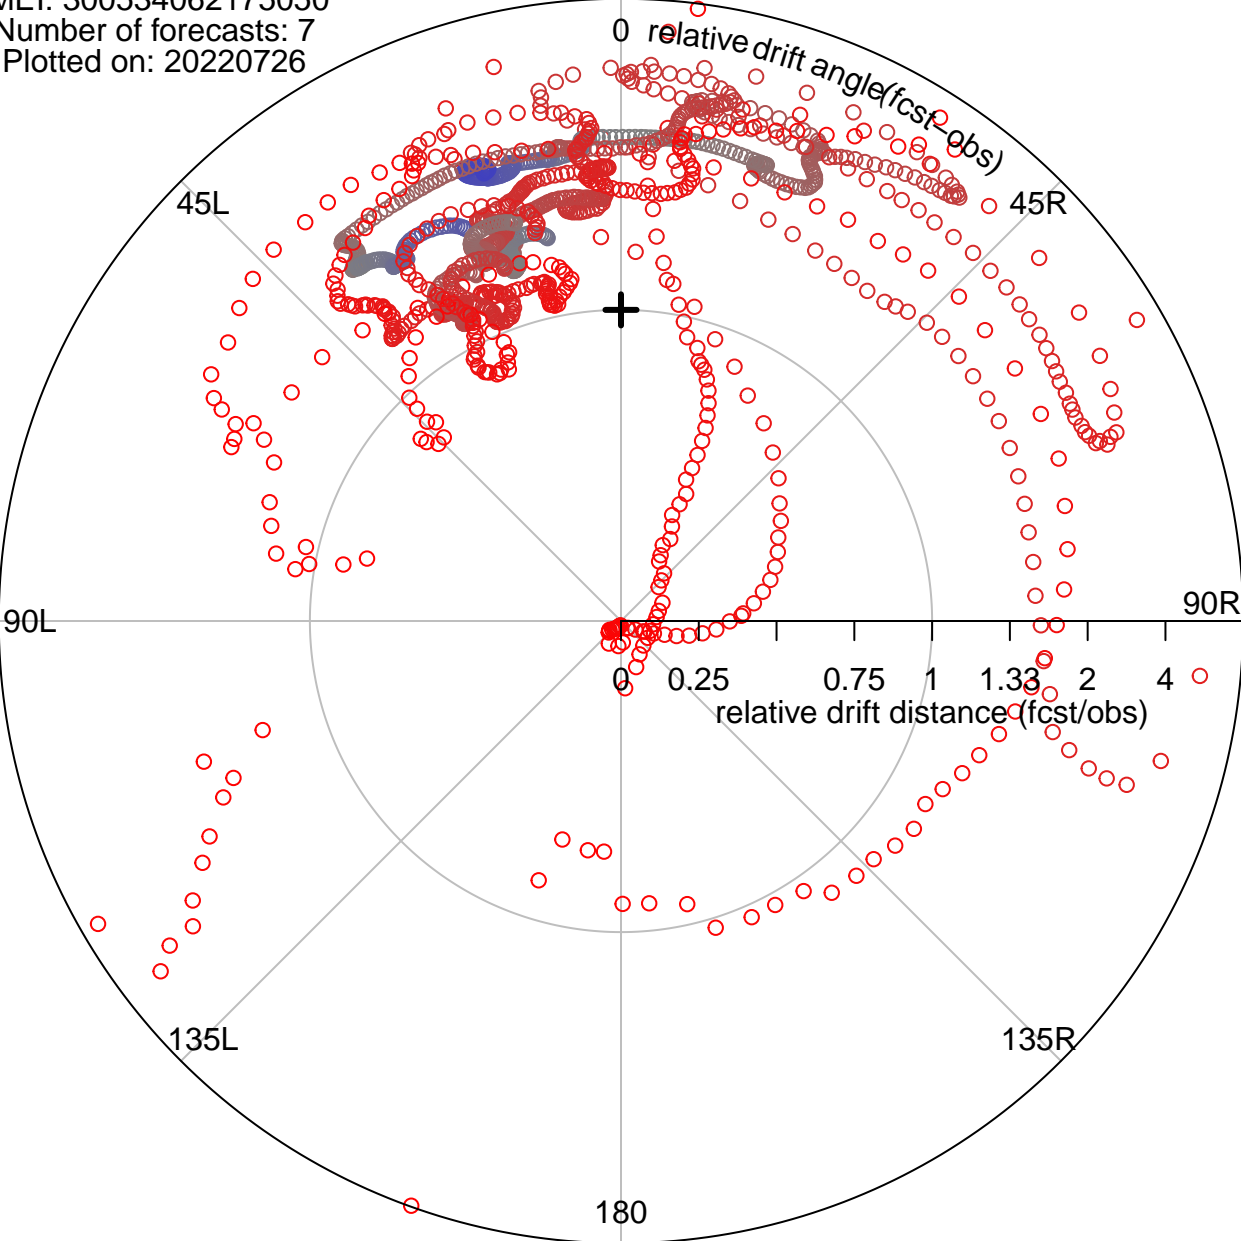 Number of forecasts: 7
Plotted on: 20220726
0
relative drift angle(fcst-obs)
45L
45R
90L
90R
0 0.25 0.75 1 1.33 2 4
relative drift distance (fcst/obs)
135L
135R
180